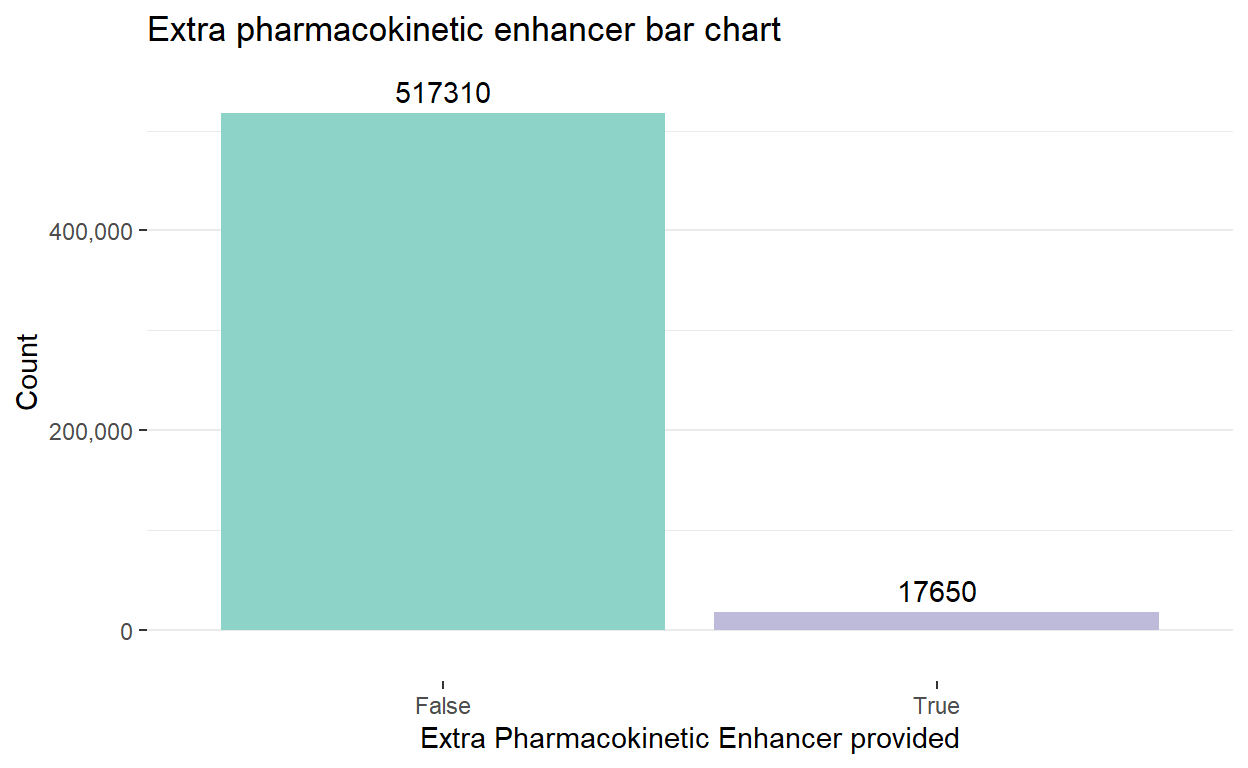 Extra pharmacokinetic enhancer bar chart
517310
400,000
Count
200,000
17650
0
False
True
Extra Pharmacokinetic Enhancer provided